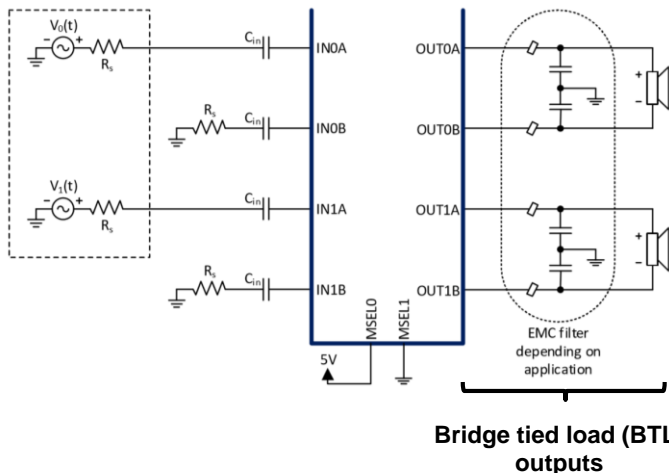 V0(t)
− +
Rs
Cin
IN0A
OUT0A
+
−
Rs
Cin
IN0B
OUT0B
V1(t)
− +
Rs
Cin
IN1A
OUT1A
+
−
Rs
Cin
IN1B
OUT1B
MSEL0
MSEL1
5V
EMC filter
depending on
application
Bridge tied load (BTL
outputs